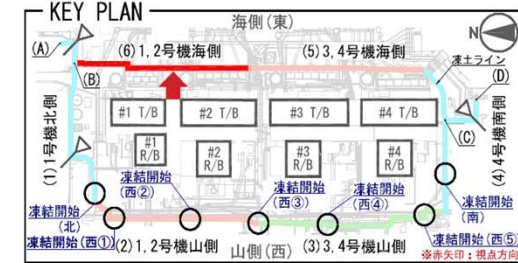 KEY PLAN
海側(東)
N
(A)
(6)1,2号機海側
(5)3,4号機海側
凍土ライン
(D)
(B)
(C)
(1)1号機北側
(4)4号機南側
#1 T/B
#2 T/B
#3 T/B
#4 T/B
#1
R/B
#2
R/B
#3
R/B
#4
R/B
凍結開始
(北)
凍結開始
(西②)
凍結開始
(西③)
凍結開始
(西④)
凍結開始
(南)
凍結開始(西①)
(2)1,2号機山側
山側(西)
(3)3,4号機山側
凍結開始(西⑤)
※赤矢印：視点方向